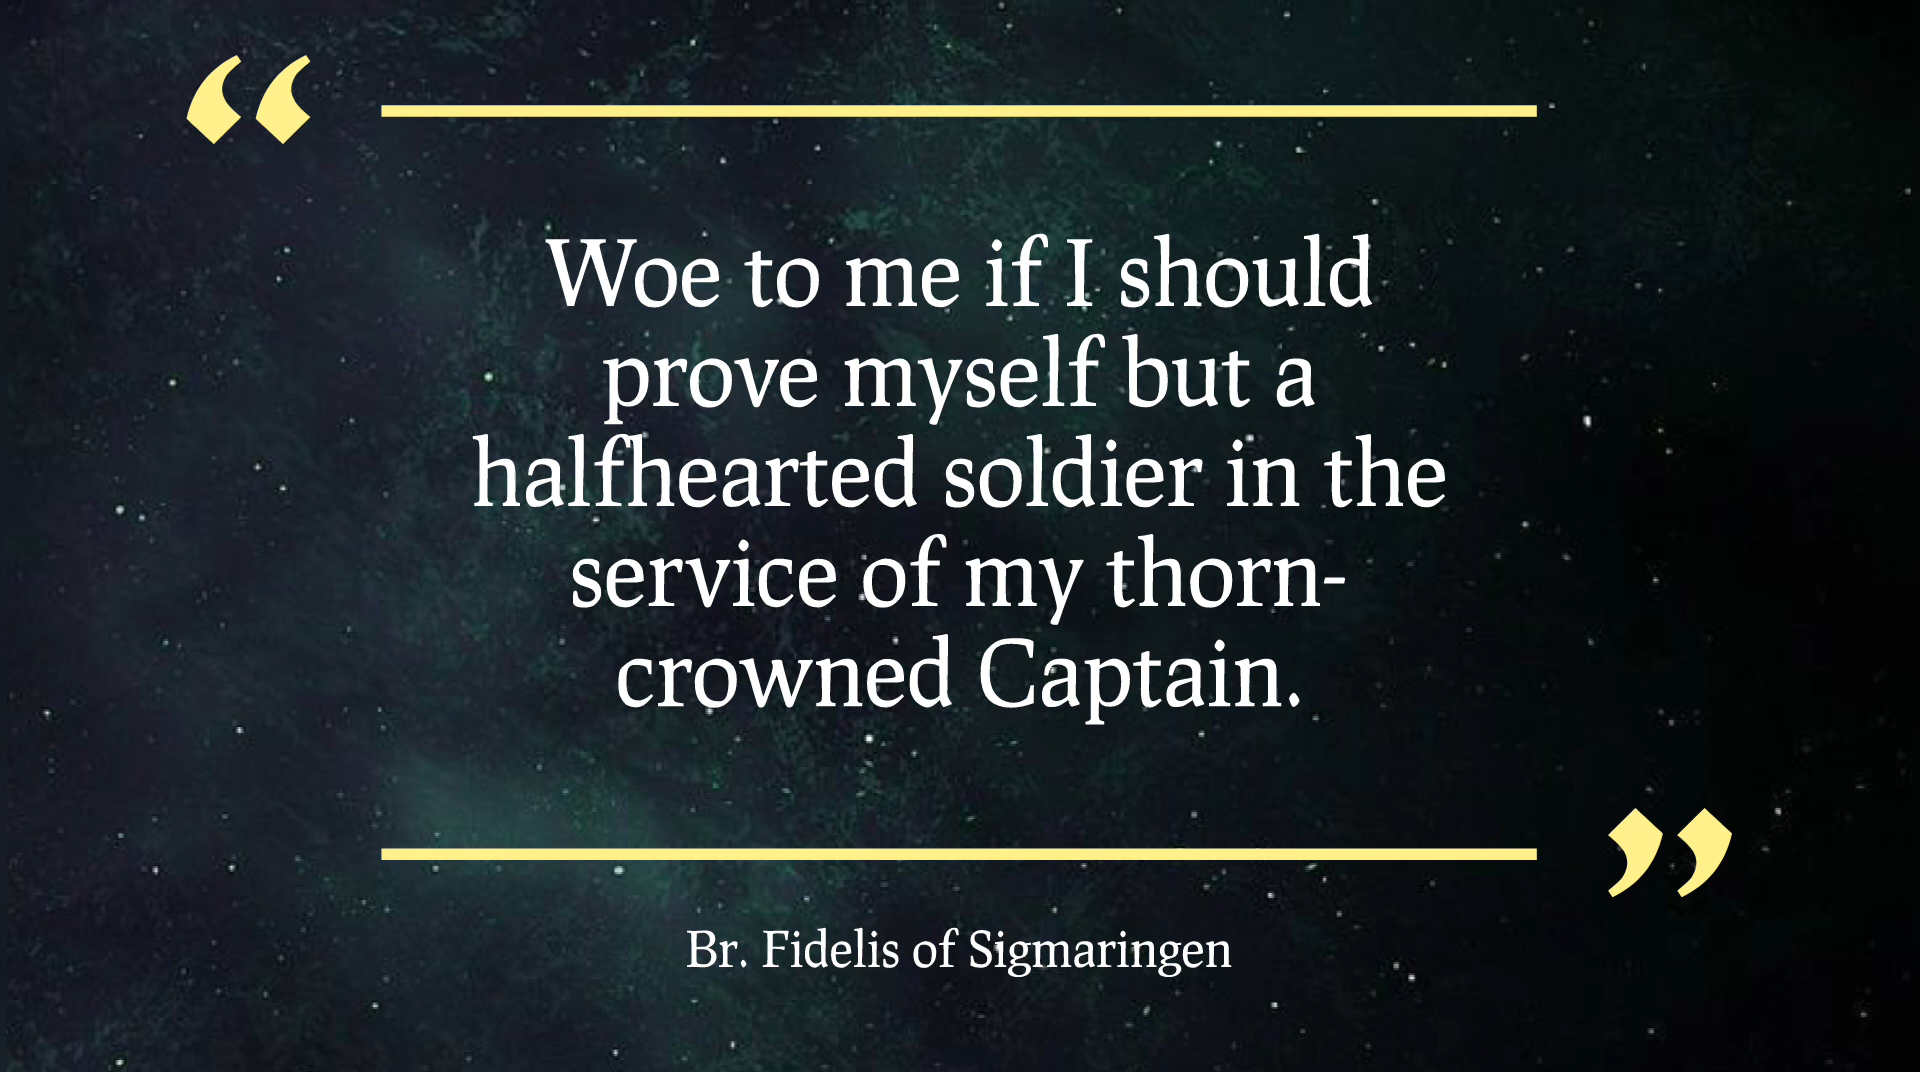 “
Woe to me if I should
prove myself but a
halfhearted soldier in the
service of my thorn-
crowned Captain.
”
Br. Fidelis of Sigmaringen